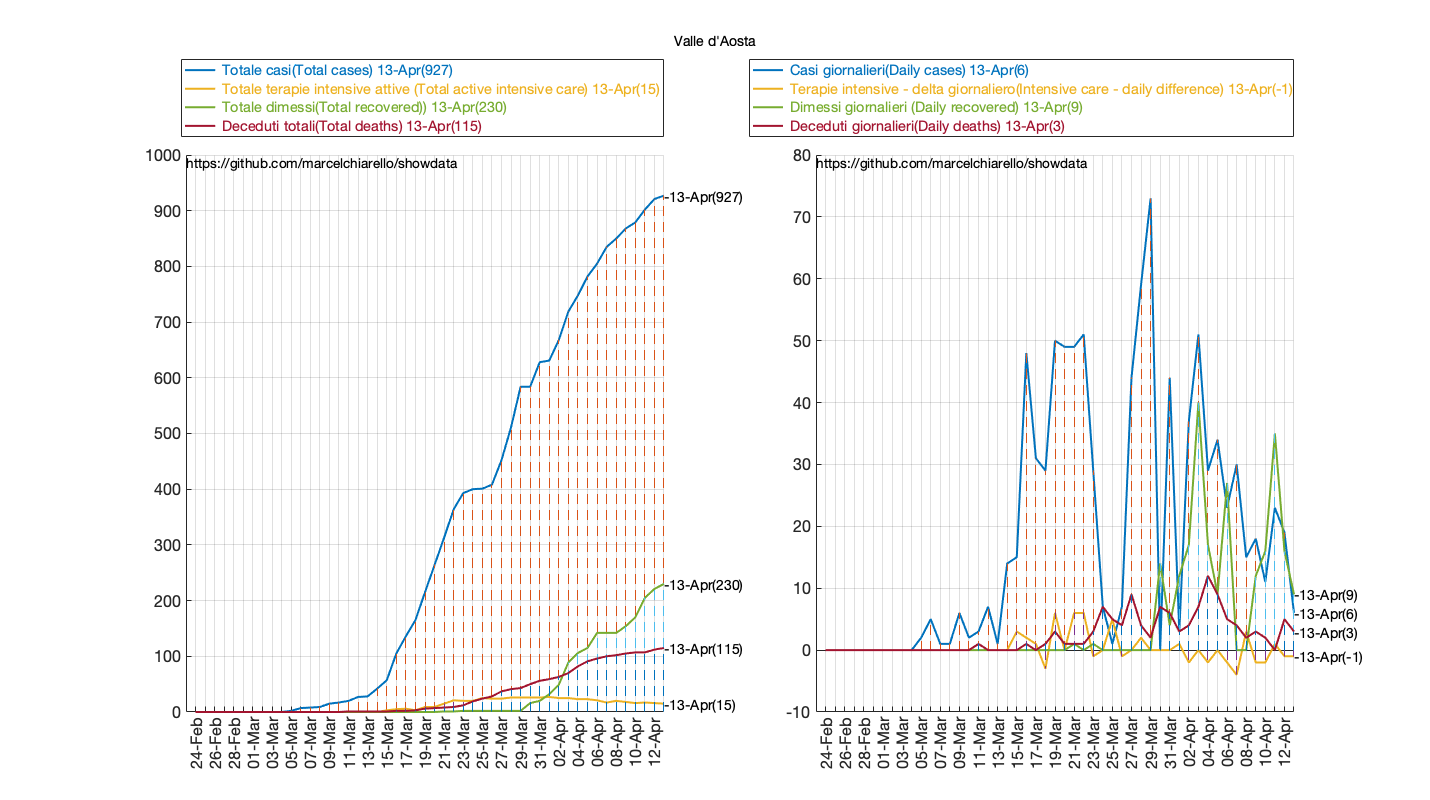 Valle d'Aosta
Totale casi(Total cases) 13-Apr(927)
Totale terapie intensive attive (Total active intensive care) 13-Apr(15)
Totale dimessi(Total recovered)) 13-Apr(230)
Deceduti totali(Total deaths) 13-Apr(115)
https://github.com/marcelchiarello/showdata
1000
900
800
700
600
500
400
300
200
100
0
-13-Apr(927)
-13-Apr(230)
-13-Apr(115)
-13-Apr(15)
24-Feb
26-Feb
28-Feb
01-Mar
03-Mar
05-Mar
07-Mar
09-Mar
11-Mar
13-Mar
15-Mar
17-Mar
19-Mar
21-Mar
23-Mar
25-Mar
27-Mar
29-Mar
31-Mar
02-Apr
04-Apr
06-Apr
08-Apr
10-Apr
12-Apr
Casi giornalieri(Daily cases) 13-Apr(6)
Terapie intensive - delta giornaliero(Intensive care - daily difference) 13-Apr(-1)
Dimessi giornalieri (Daily recovered) 13-Apr(9)
Deceduti giornalieri(Daily deaths) 13-Apr(3)
https://github.com/marcelchiarello/showdata
80
70
60
50
40
30
20
10
0
-10
-13-Apr(9)
-13-Apr(6)
-13-Apr(3)
-13-Apr(-1)
24-Feb
26-Feb
28-Feb
01-Mar
03-Mar
05-Mar
07-Mar
09-Mar
11-Mar
13-Mar
15-Mar
17-Mar
19-Mar
21-Mar
23-Mar
25-Mar
27-Mar
29-Mar
31-Mar
02-Apr
04-Apr
06-Apr
08-Apr
10-Apr
12-Apr